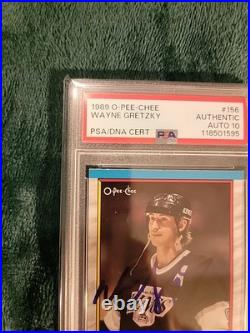 1989 O-PEE-CHEE #156
WAYNE GRETZKY AUTHENTIC
AUTO 10
PSA/DNA CERT PSA 118501595
O-Pee-Chee